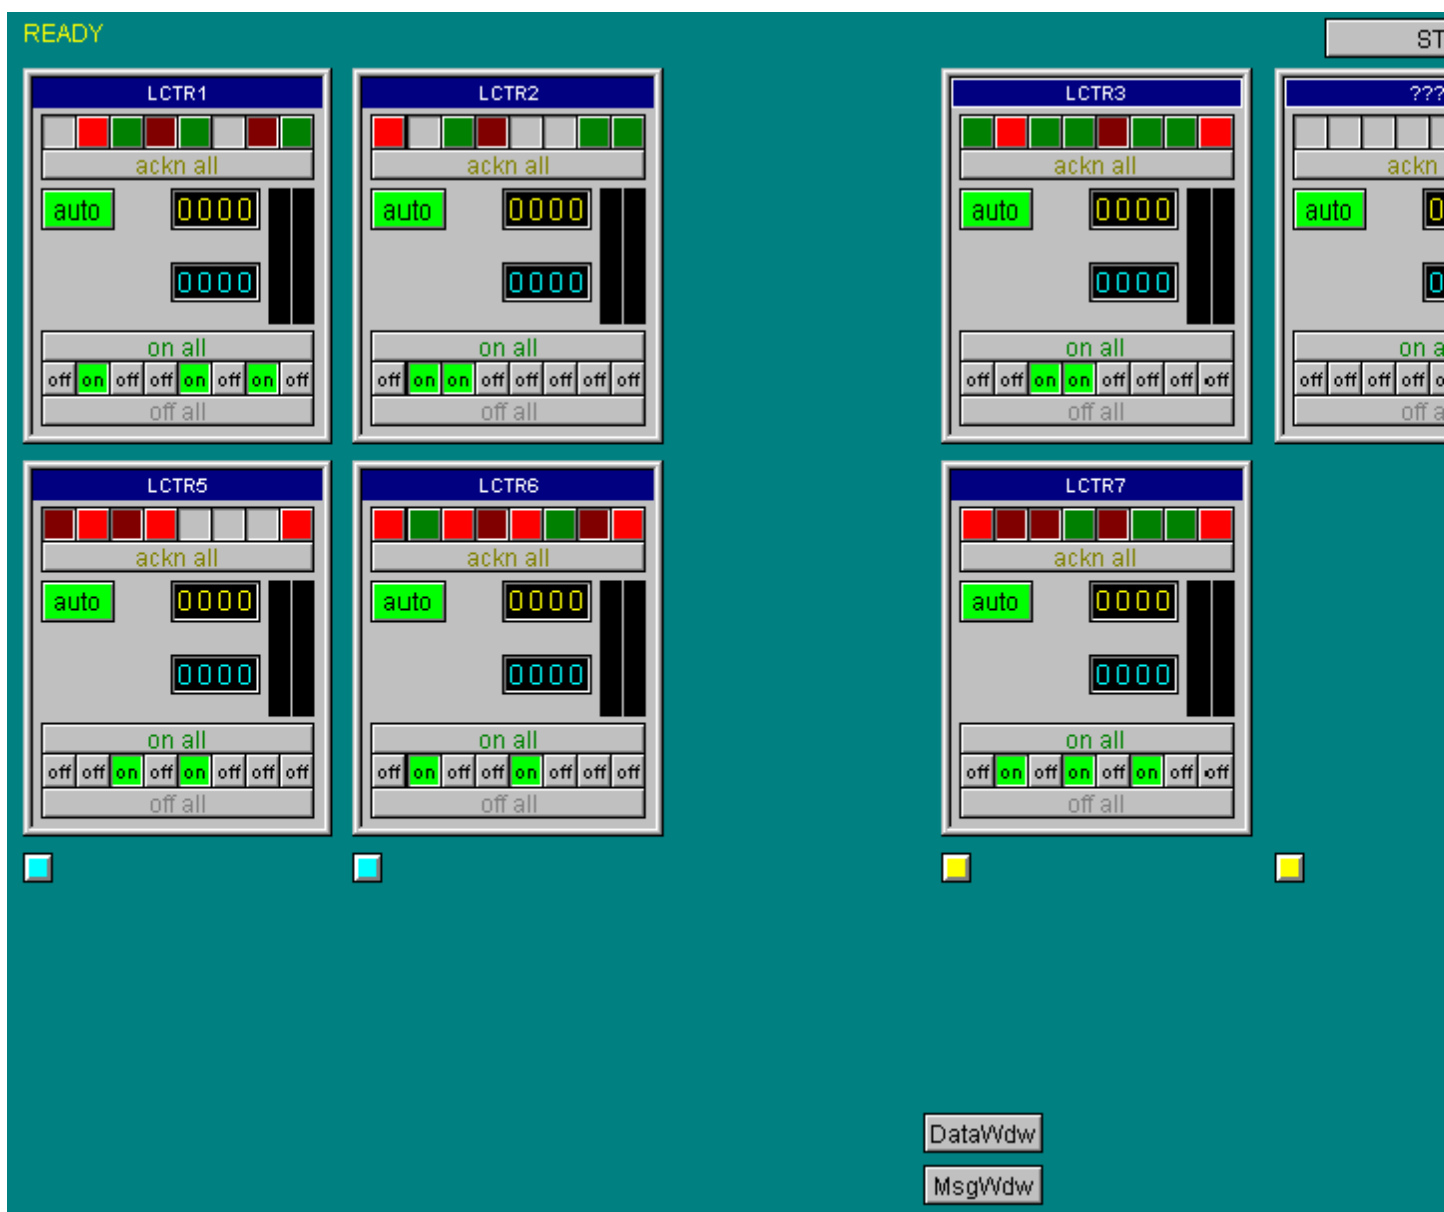 READY
ST
LCTR1
LCTR2
LCTR3
???
ackn all
ackn all
ackn all
ackn
auto 0000
auto 0000
auto 0000
auto 0
0000
0000
0000
0
on all
on all
on all
on a
off on off off on off on off
off on on off off off off off
off off on on off off off off
off off off off o
off all
off all
off all
off a
LCTR5
LCTR6
LCTR7
ackn all
ackn all
ackn all
auto 0000
auto 0000
auto 0000
0000
0000
0000
on all
on all
on all
off off on off on off off off
off on off off on off off off
off on off on off on off off
off all
off all
off all
DataWdw
MsgWdw